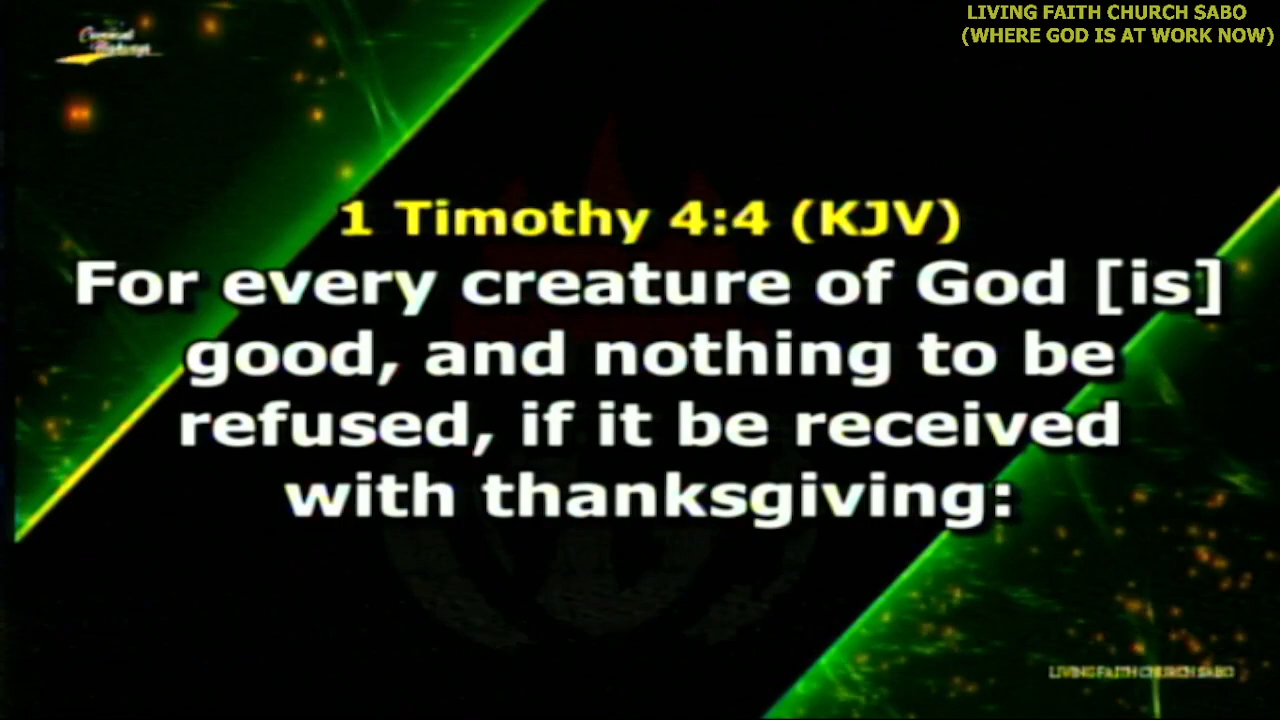 LIVING FAITH CHURCH SABO
(WHERE GOD IS AT WORK NOW)
1 Timothy 4:4 (KJV)
For every creature of God [is]
good, and nothing to be
refused, if it be received
with thanksgiving:
LIVING FAITH CHURCH SABO